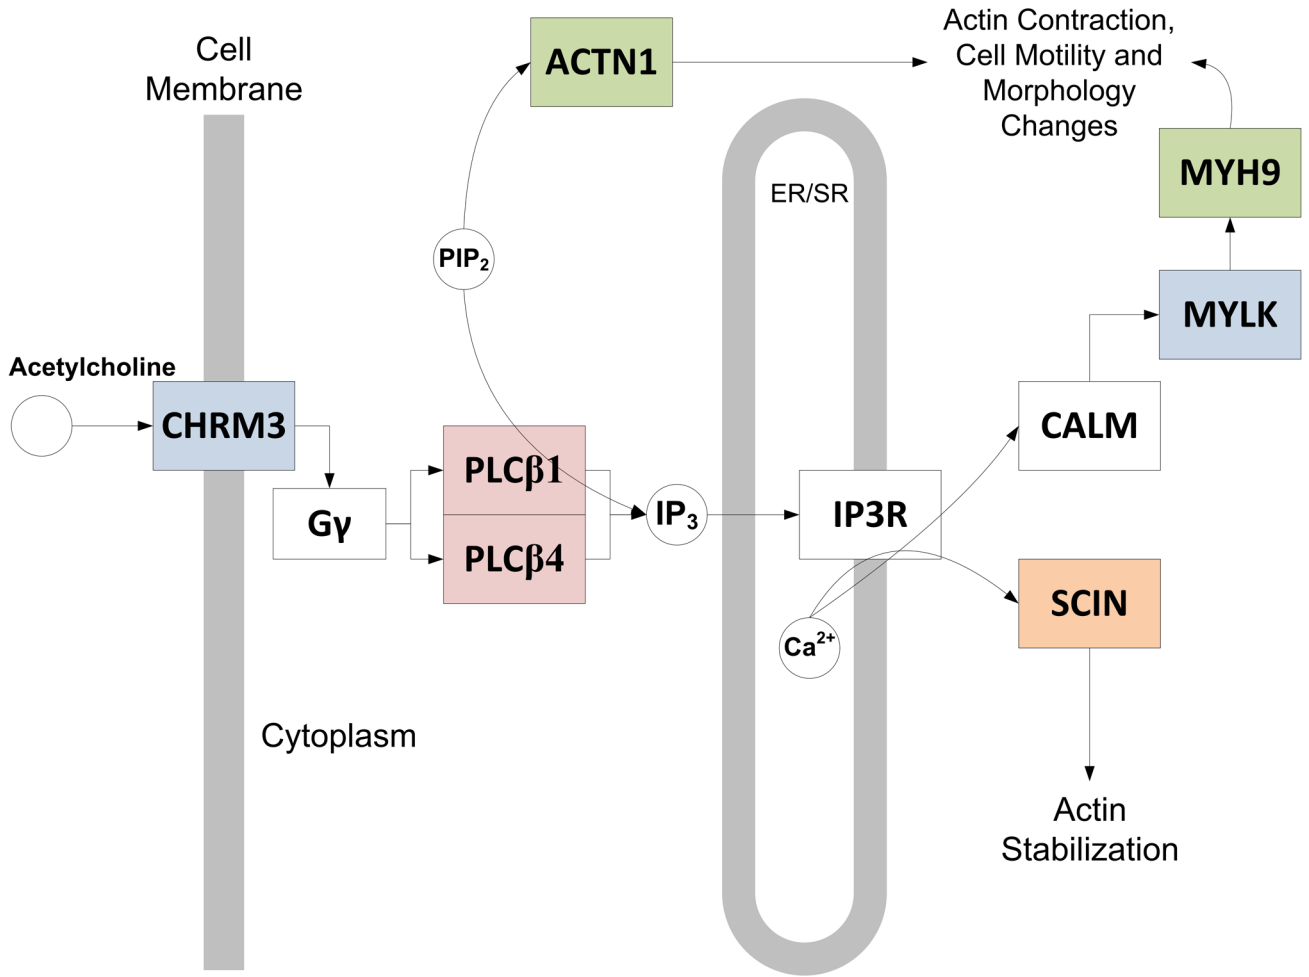 Cell
Membrane
ACTN1
Actin Contraction,
Cell Motility and
Morphology
Changes
MYH9
ER/SR
PIP₂
MYLK
Acetylcholine
CHRM3
CALM
PLCβ1
Gγ
IP₃
IP3R
PLCβ4
SCIN
Ca²⁺
Cytoplasm
Actin
Stabilization